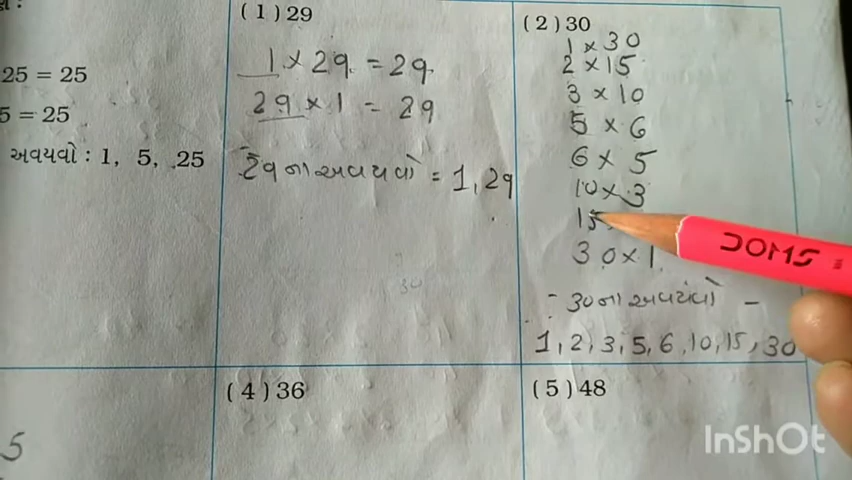 25 = 25
5 = 25
અવયવો : 1, 5, 25
(1) 29
1 × 29 = 29
29 × 1 = 29
29 ના અવયવો = 1, 29
(2) 30
1 × 30
2 × 15
3 × 10
5 × 6
6 × 5
10 × 3
15
30 × 1
30 ના અવયવો –
1, 2, 3, 5, 6, 10, 15, 30
(4) 36
(5) 48
5
DOMS
InShOt